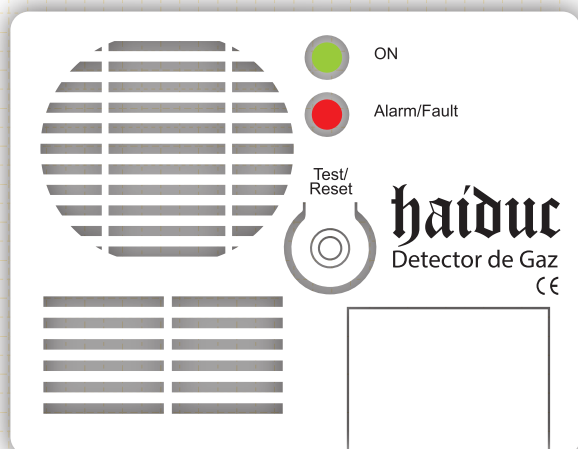 ON
Alarm/Fault
Test/
Reset
haiduc
Detector de Gaz
CE